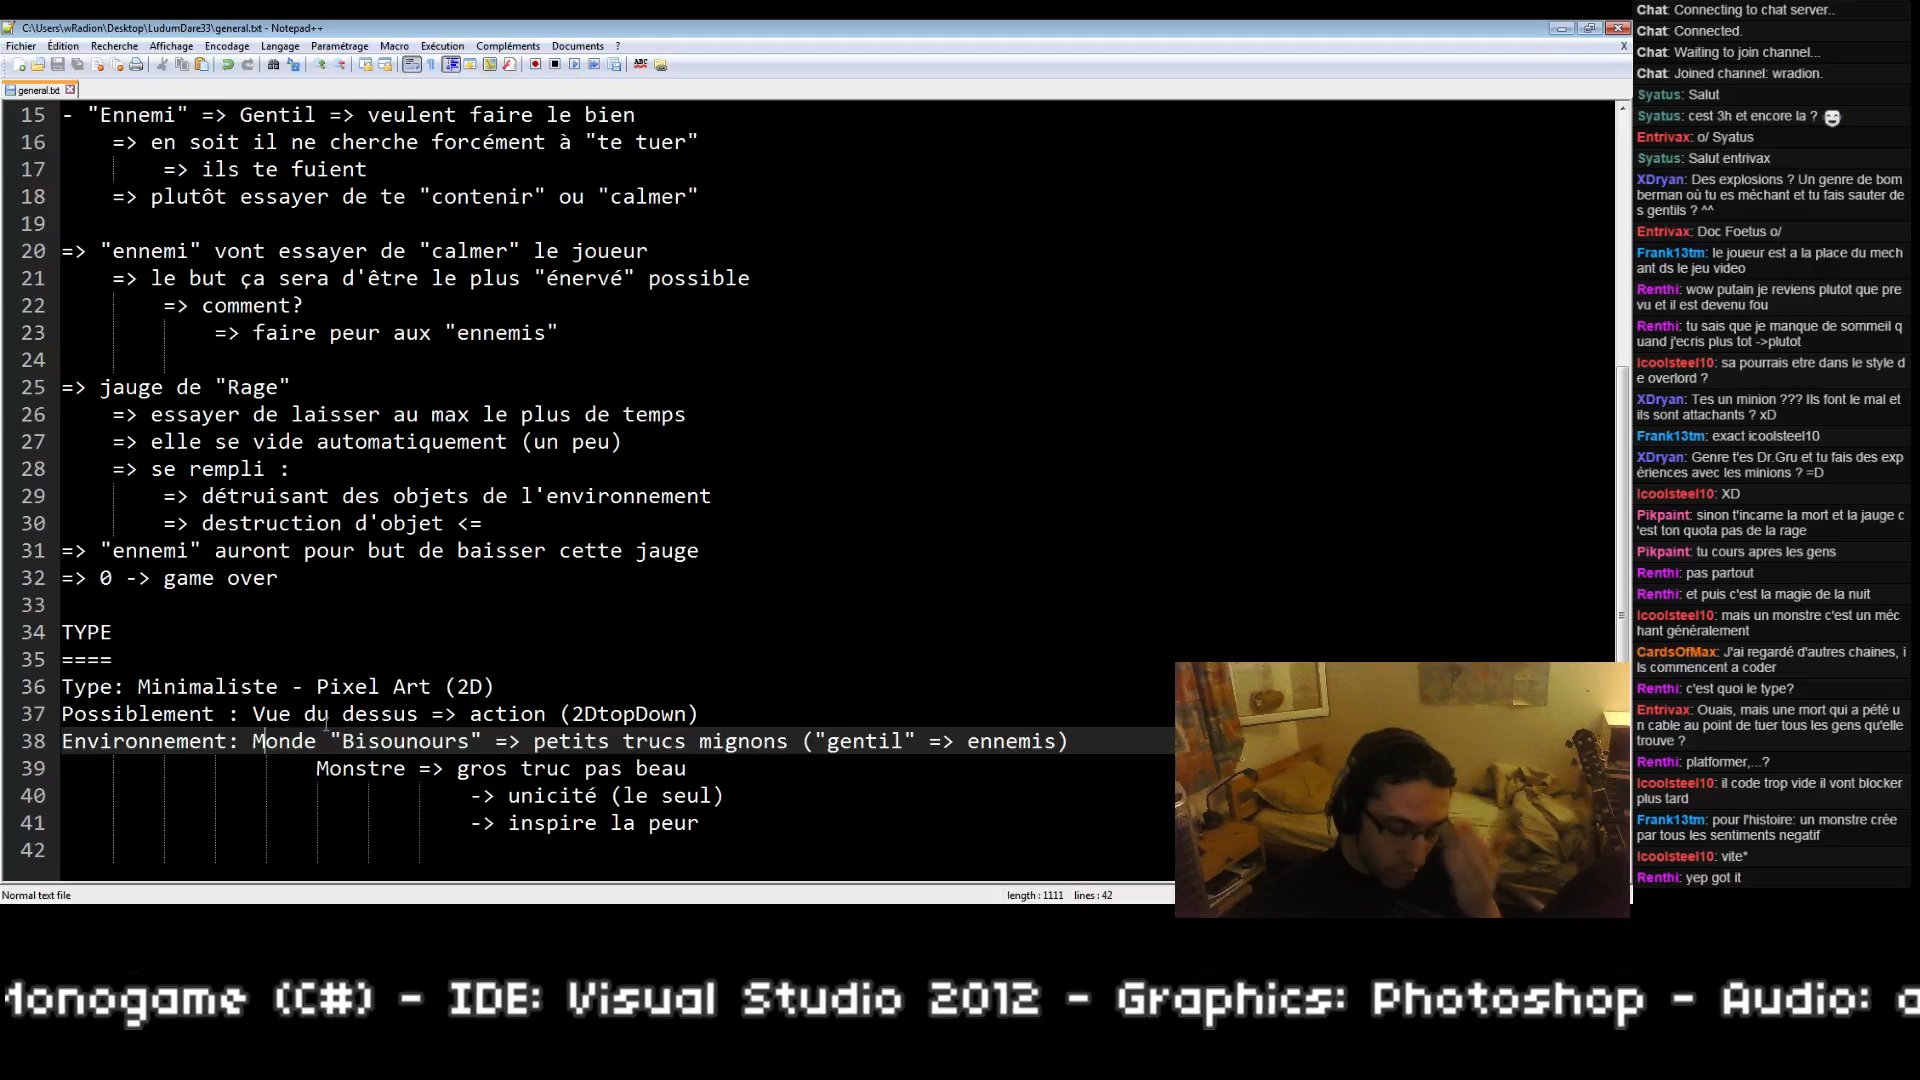 C:\Users\wRadion\Desktop\LudumDare33\general.txt - Notepad++
Fichier Édition Recherche Affichage Encodage Langage Paramétrage Macro Exécution Compléments Documents ?
X
general.txt
15 - "Ennemi" => Gentil => veulent faire le bien
16 => en soit il ne cherche forcément à "te tuer"
17 => ils te fuient
18 => plutôt essayer de te "contenir" ou "calmer"
19
20 => "ennemi" vont essayer de "calmer" le joueur
21 => le but ça sera d'être le plus "énervé" possible
22 => comment?
23 => faire peur aux "ennemis"
24
25 => jauge de "Rage"
26 => essayer de laisser au max le plus de temps
27 => elle se vide automatiquement (un peu)
28 => se rempli :
29 => détruisant des objets de l'environnement
30 => destruction d'objet <=
31 => "ennemi" auront pour but de baisser cette jauge
32 => 0 -> game over
33
34 TYPE
35 ====
36 Type: Minimaliste - Pixel Art (2D)
37 Possiblement : Vue du dessus => action (2DtopDown)
38 Environnement: Monde "Bisounours" => petits trucs mignons ("gentil" => ennemis)
39 Monstre => gros truc pas beau
40 -> unicité (le seul)
41 -> inspire la peur
42
Normal text file
length : 1111 lines : 42
Chat: Connecting to chat server..
Chat: Connected.
Chat: Waiting to join channel...
Chat: Joined channel: wradion.
Syatus: Salut
Syatus: cest 3h et encore la ?
Entrivax: o/ Syatus
Syatus: Salut entrivax
XDryan: Des explosions ? Un genre de bom
berman où tu es méchant et tu fais sauter de
s gentils ? ^^
Entrivax: Doc Foetus o/
Frank13tm: le joueur est a la place du mech
ant ds le jeu video
Renthi: wow putain je reviens plutot que pre
vu et il est devenu fou
Renthi: tu sais que je manque de sommeil q
uand j'ecris plus tot ->plutot
Icoolsteel10: sa pourrais etre dans le style d
e overlord ?
XDryan: Tes un minion ??? Ils font le mal et
ils sont attachants ? xD
Frank13tm: exact icoolsteel10
XDryan: Genre t'es Dr.Gru et tu fais des exp
ériences avec les minions ? =D
Icoolsteel10: XD
Pikpaint: sinon t'incarne la mort et la jauge c
'est ton quota pas de la rage
Pikpaint: tu cours apres les gens
Renthi: pas partout
Renthi: et puis c'est la magie de la nuit
Icoolsteel10: mais un monstre c'est un méc
hant généralement
CardsOfMax: J'ai regardé d'autres chaines, i
ls commencent a coder
Renthi: c'est quoi le type?
Entrivax: Ouais, mais une mort qui a pété u
n cable au point de tuer tous les gens qu'elle
trouve ?
Renthi: platformer,...?
Icoolsteel10: il code trop vide il vont blocker
plus tard
Frank13tm: pour l'histoire: un monstre crée
par tous les sentiments negatif
Icoolsteel10: vite*
Renthi: yep got it
Monogame (C#) - IDE: Visual Studio 2012 - Graphics: Photoshop - Audio: a